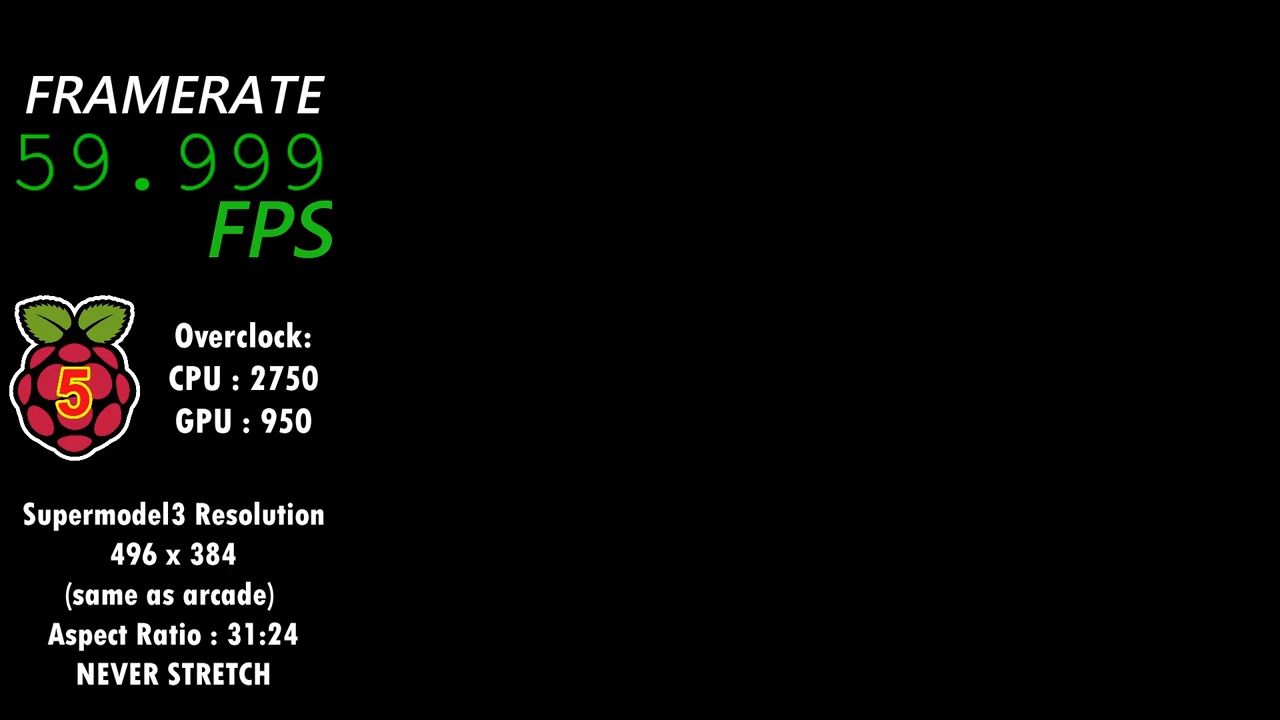 FRAMERATE
59.999
FPS
5
Overclock:
CPU : 2750
GPU : 950
Supermodel3 Resolution
496 x 384
(same as arcade)
Aspect Ratio : 31:24
NEVER STRETCH